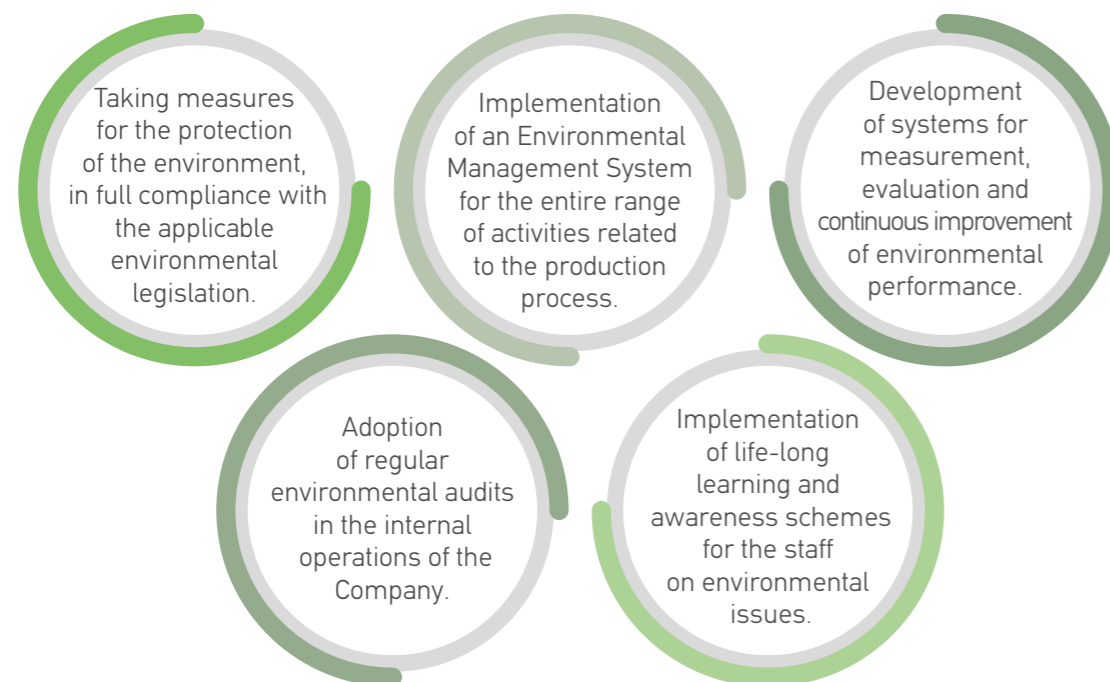 Taking measures
for the protection
of the environment,
in full compliance with
the applicable
environmental
legislation.
Implementation
of an Environmental
Management System
for the entire range
of activities related
to the production
process.
Development
of systems for
measurement,
evaluation and
continuous improvement
of environmental
performance.
Adoption
of regular
environmental audits
in the internal
operations of the
Company.
Implementation
of life-long
learning and
awareness schemes
for the staff
on environmental
issues.